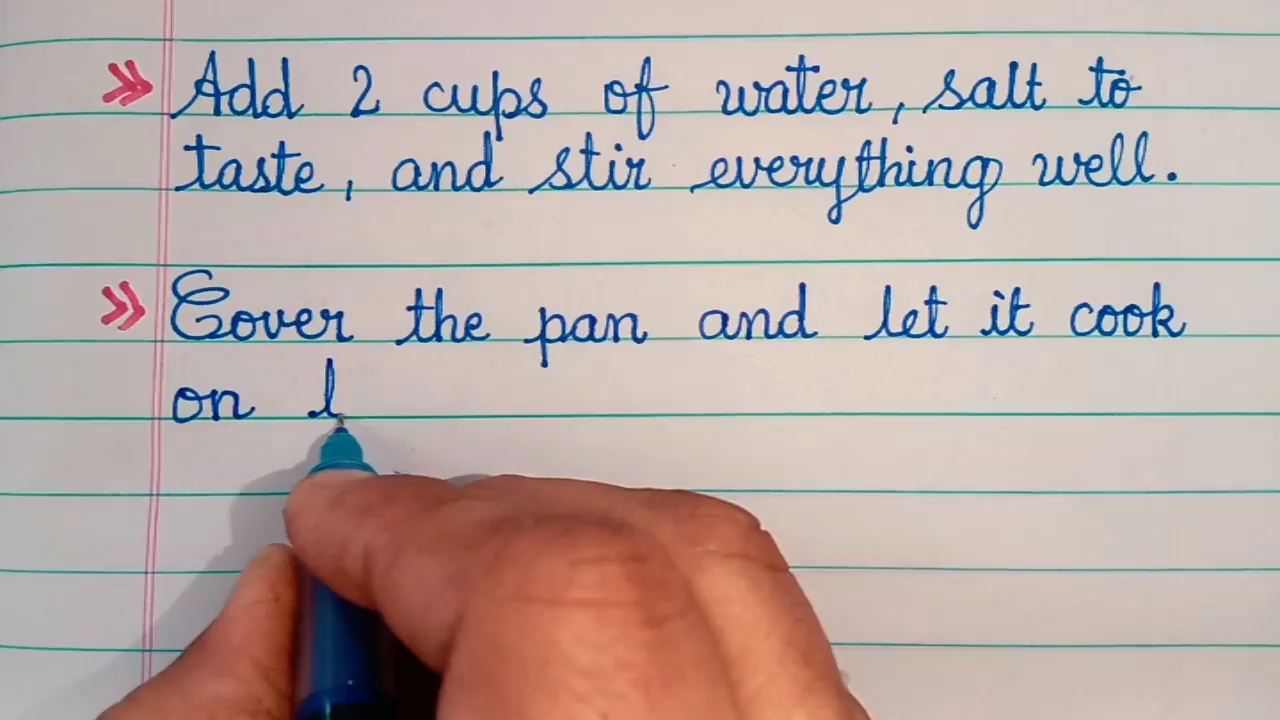 » Add 2 cups of water, salt to
taste, and stir everything well.
» Cover the pan and let it cook
on l